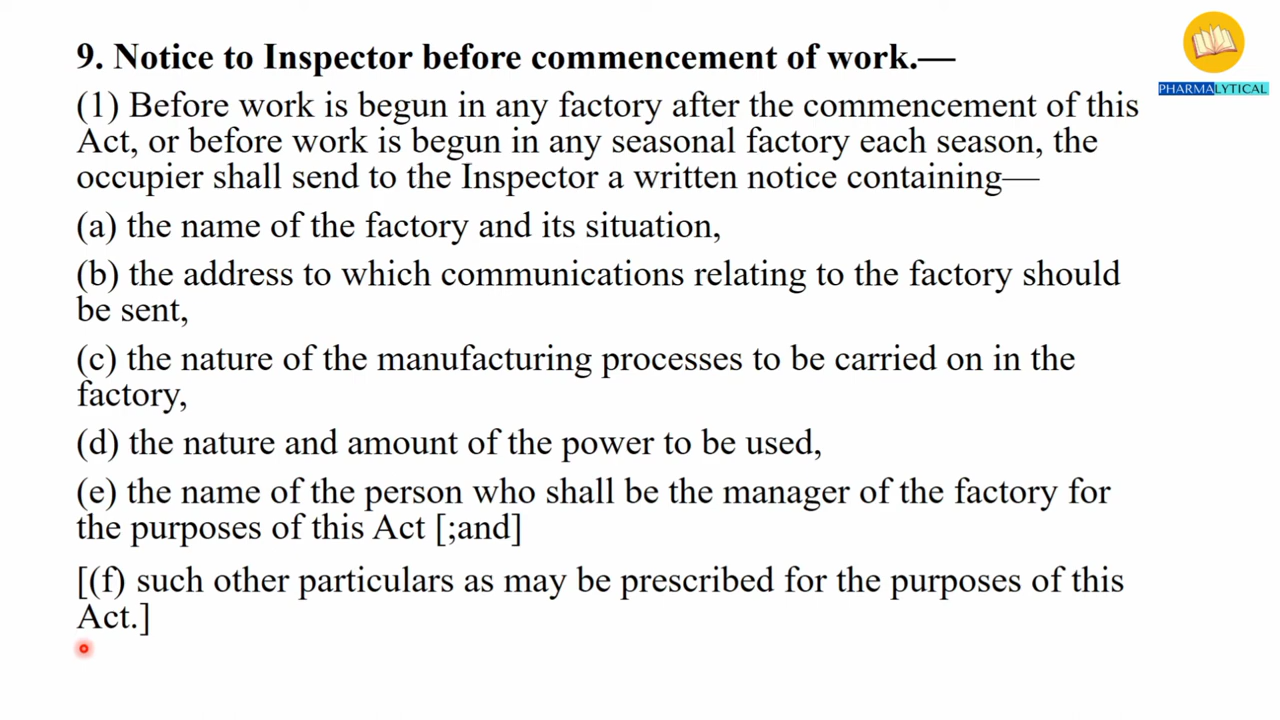 9. Notice to Inspector before commencement of work.—
PHARMALYTICAL
(1) Before work is begun in any factory after the commencement of this
Act, or before work is begun in any seasonal factory each season, the
occupier shall send to the Inspector a written notice containing—
(a) the name of the factory and its situation,
(b) the address to which communications relating to the factory should
be sent,
(c) the nature of the manufacturing processes to be carried on in the
factory,
(d) the nature and amount of the power to be used,
(e) the name of the person who shall be the manager of the factory for
the purposes of this Act [;and]
[(f) such other particulars as may be prescribed for the purposes of this
Act.]